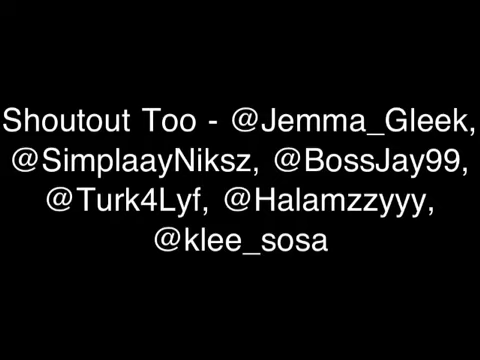 Shoutout Too - @Jemma_Gleek,
@SimplaayNiksz, @BossJay99,
@Turk4Lyf, @Halamzzyyy,
@klee_sosa